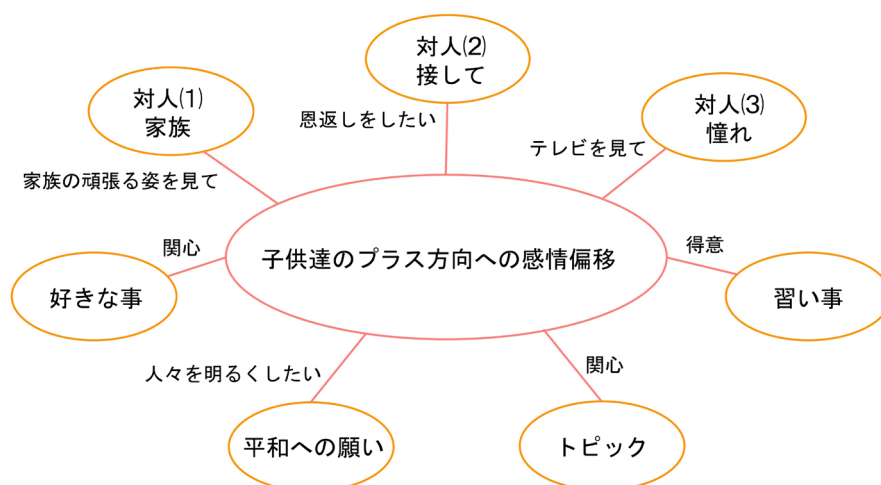 対人(2)
接して
対人(1)
家族
対人(3)
憧れ
恩返しをしたい
テレビを見て
家族の頑張る姿を見て
関心
得意
子供達のプラス方向への感情偏移
好きな事
習い事
人々を明るくしたい
関心
平和への願い
トピック